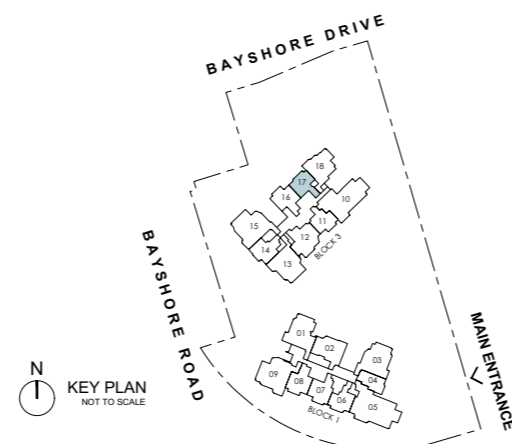 BAYSHORE DRIVE
18
17
16
10
15
11
12
14
13
BLOCK 3
BAYSHORE ROAD
01
02
03
09
08
07
04
06
05
BLOCK 1
MAIN ENTRANCE
N
KEY PLAN
NOT TO SCALE